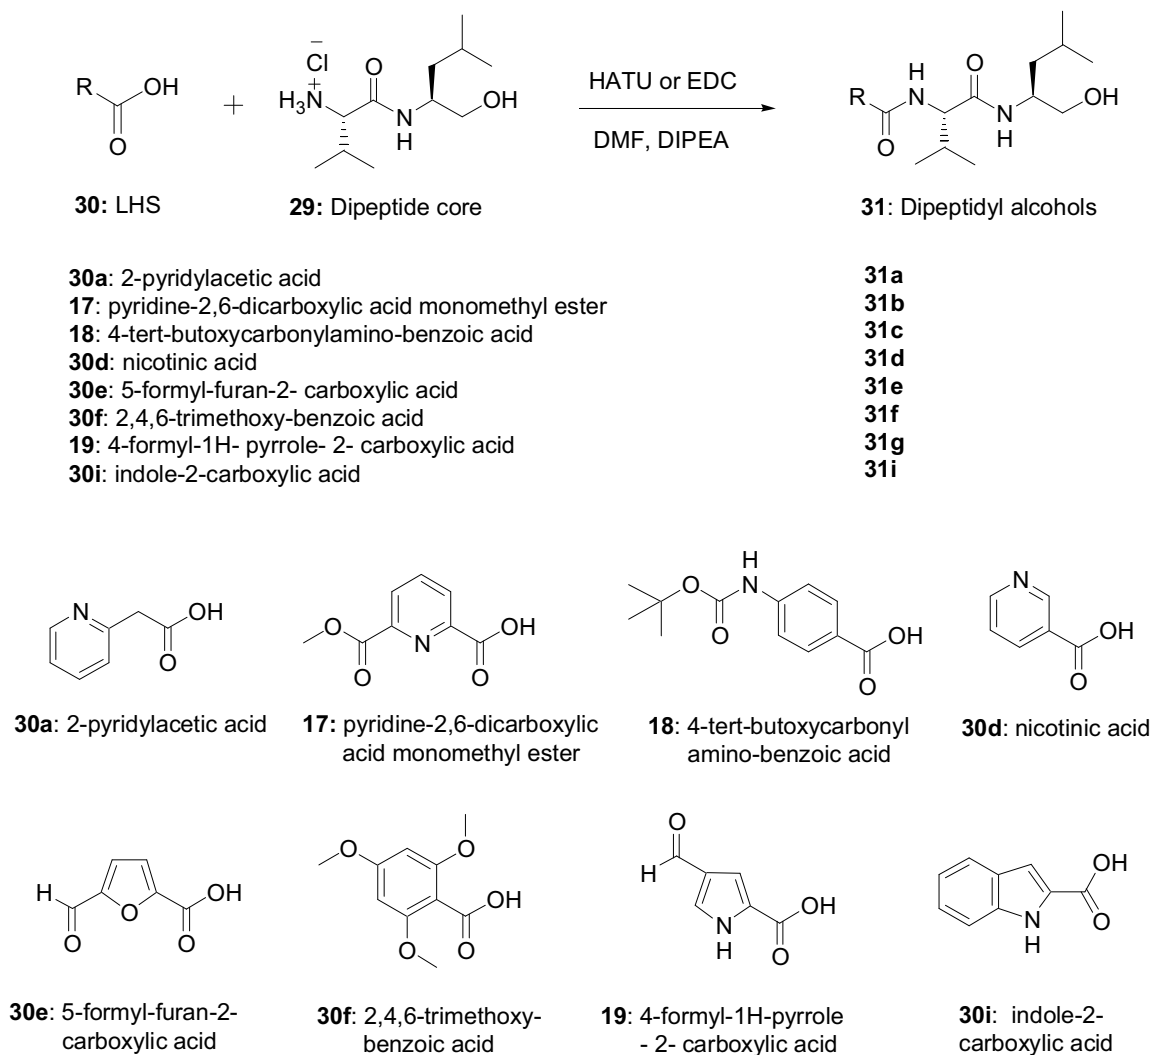 R OH O
+
Cl −
H3N + O N H OH
HATU or EDC
DMF, DIPEA
R O H N O N H OH
30: LHS
29: Dipeptide core
31: Dipeptidyl alcohols
30a: 2-pyridylacetic acid 31a
17: pyridine-2,6-dicarboxylic acid monomethyl ester 31b
18: 4-tert-butoxycarbonylamino-benzoic acid 31c
30d: nicotinic acid 31d
30e: 5-formyl-furan-2- carboxylic acid 31e
30f: 2,4,6-trimethoxy-benzoic acid 31f
19: 4-formyl-1H- pyrrole- 2- carboxylic acid 31g
30i: indole-2-carboxylic acid 31i
N OH O
O O N OH O
O O H N OH O
N OH O
30a: 2-pyridylacetic acid
17: pyridine-2,6-dicarboxylic
acid monomethyl ester
18: 4-tert-butoxycarbonyl
amino-benzoic acid
30d: nicotinic acid
H O O OH O
O O O OH O
O H N H OH O
N H OH O
30e: 5-formyl-furan-2-
carboxylic acid
30f: 2,4,6-trimethoxy-
benzoic acid
19: 4-formyl-1H-pyrrole
- 2- carboxylic acid
30i: indole-2-
carboxylic acid